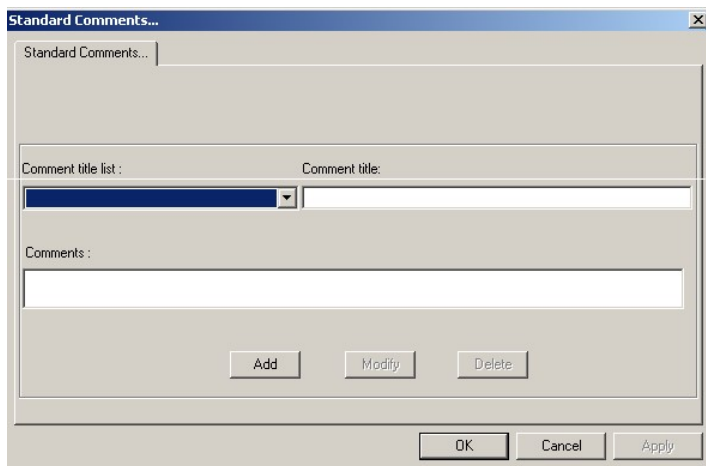 Standard Comments...
Standard Comments...
Comment title list : Comment title:
Comments :
Add Modify Delete
OK Cancel Apply